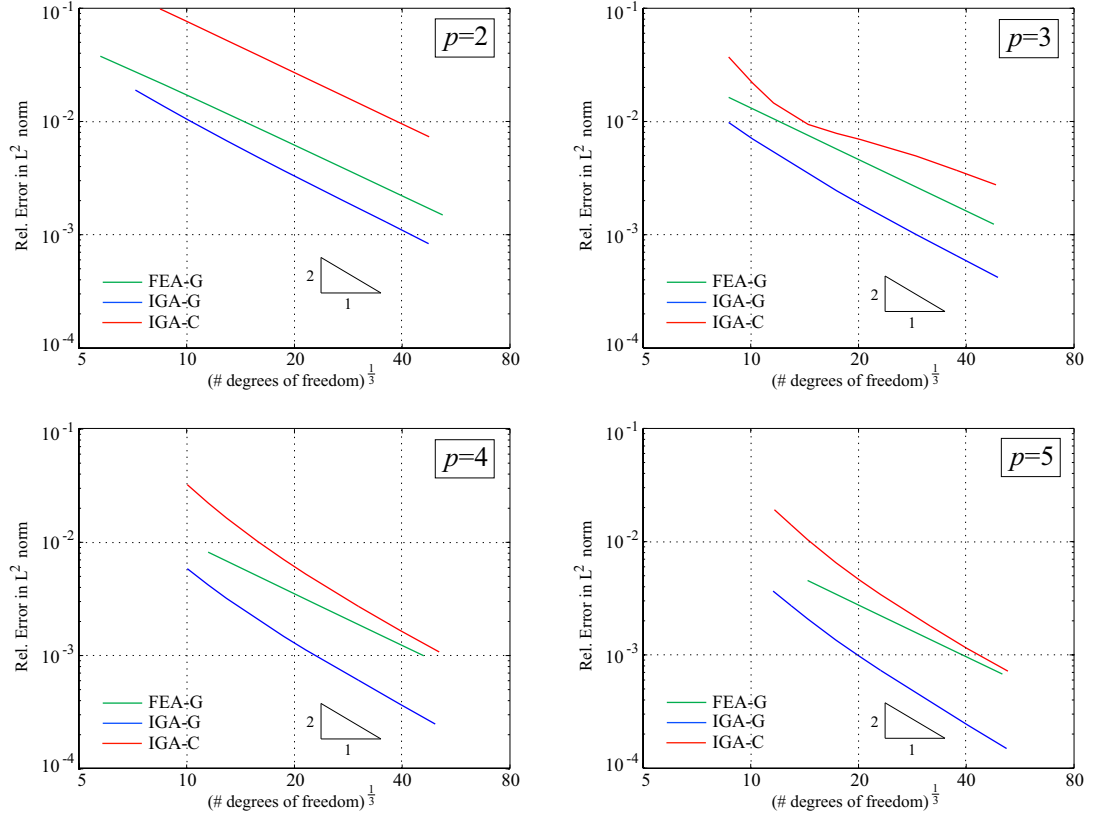 p=2
10^-1
10^-2
10^-3
10^-4
Rel. Error in L^2 norm
FEA-G
IGA-G
IGA-C
2
1
5 10 20 40 80
(# degrees of freedom)^1/3
p=3
10^-1
10^-2
10^-3
10^-4
Rel. Error in L^2 norm
FEA-G
IGA-G
IGA-C
2
1
5 10 20 40 80
(# degrees of freedom)^1/3
p=4
10^-1
10^-2
10^-3
10^-4
Rel. Error in L^2 norm
FEA-G
IGA-G
IGA-C
2
1
5 10 20 40 80
(# degrees of freedom)^1/3
p=5
10^-1
10^-2
10^-3
10^-4
Rel. Error in L^2 norm
FEA-G
IGA-G
IGA-C
2
1
5 10 20 40 80
(# degrees of freedom)^1/3